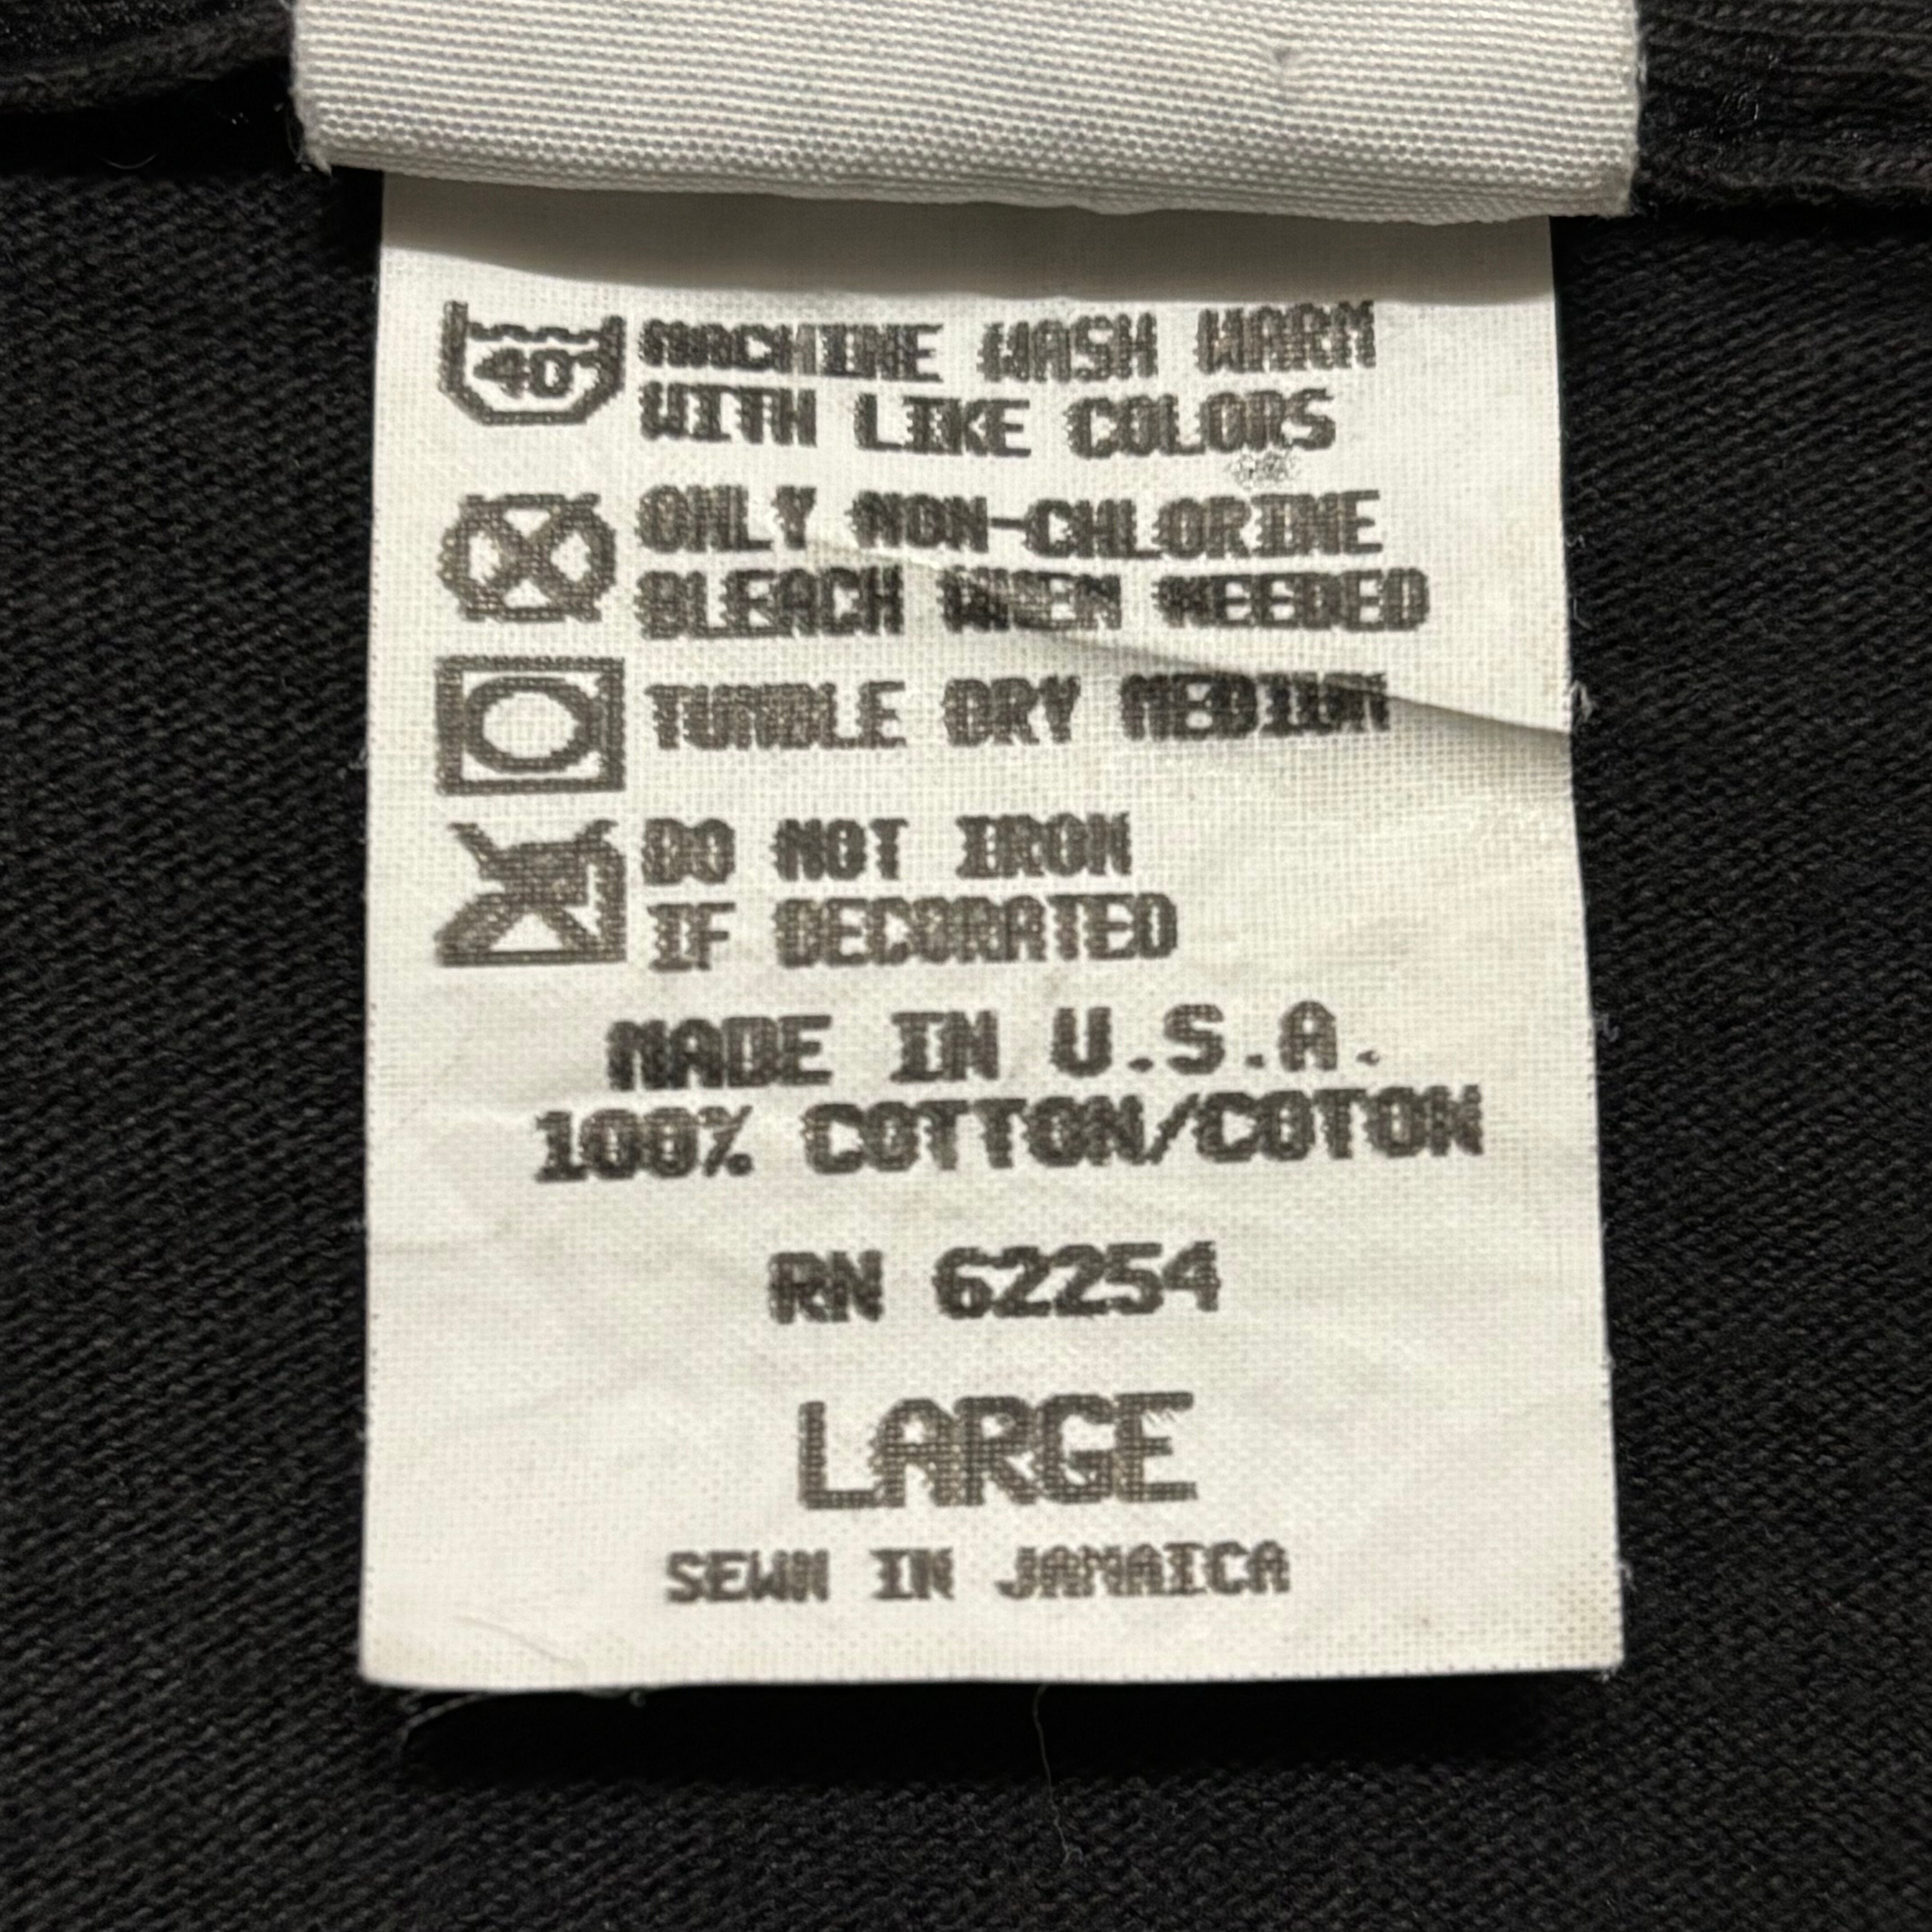 40°
MACHINE WASH WARM
WITH LIKE COLORS
ONLY NON-CHLORINE
BLEACH WHEN NEEDED
TUMBLE DRY MEDIUM
DO NOT IRON
IF DECORATED
MADE IN U.S.A.
100% COTTON/COTON
RN 62254
LARGE
SEWN IN JAMAICA